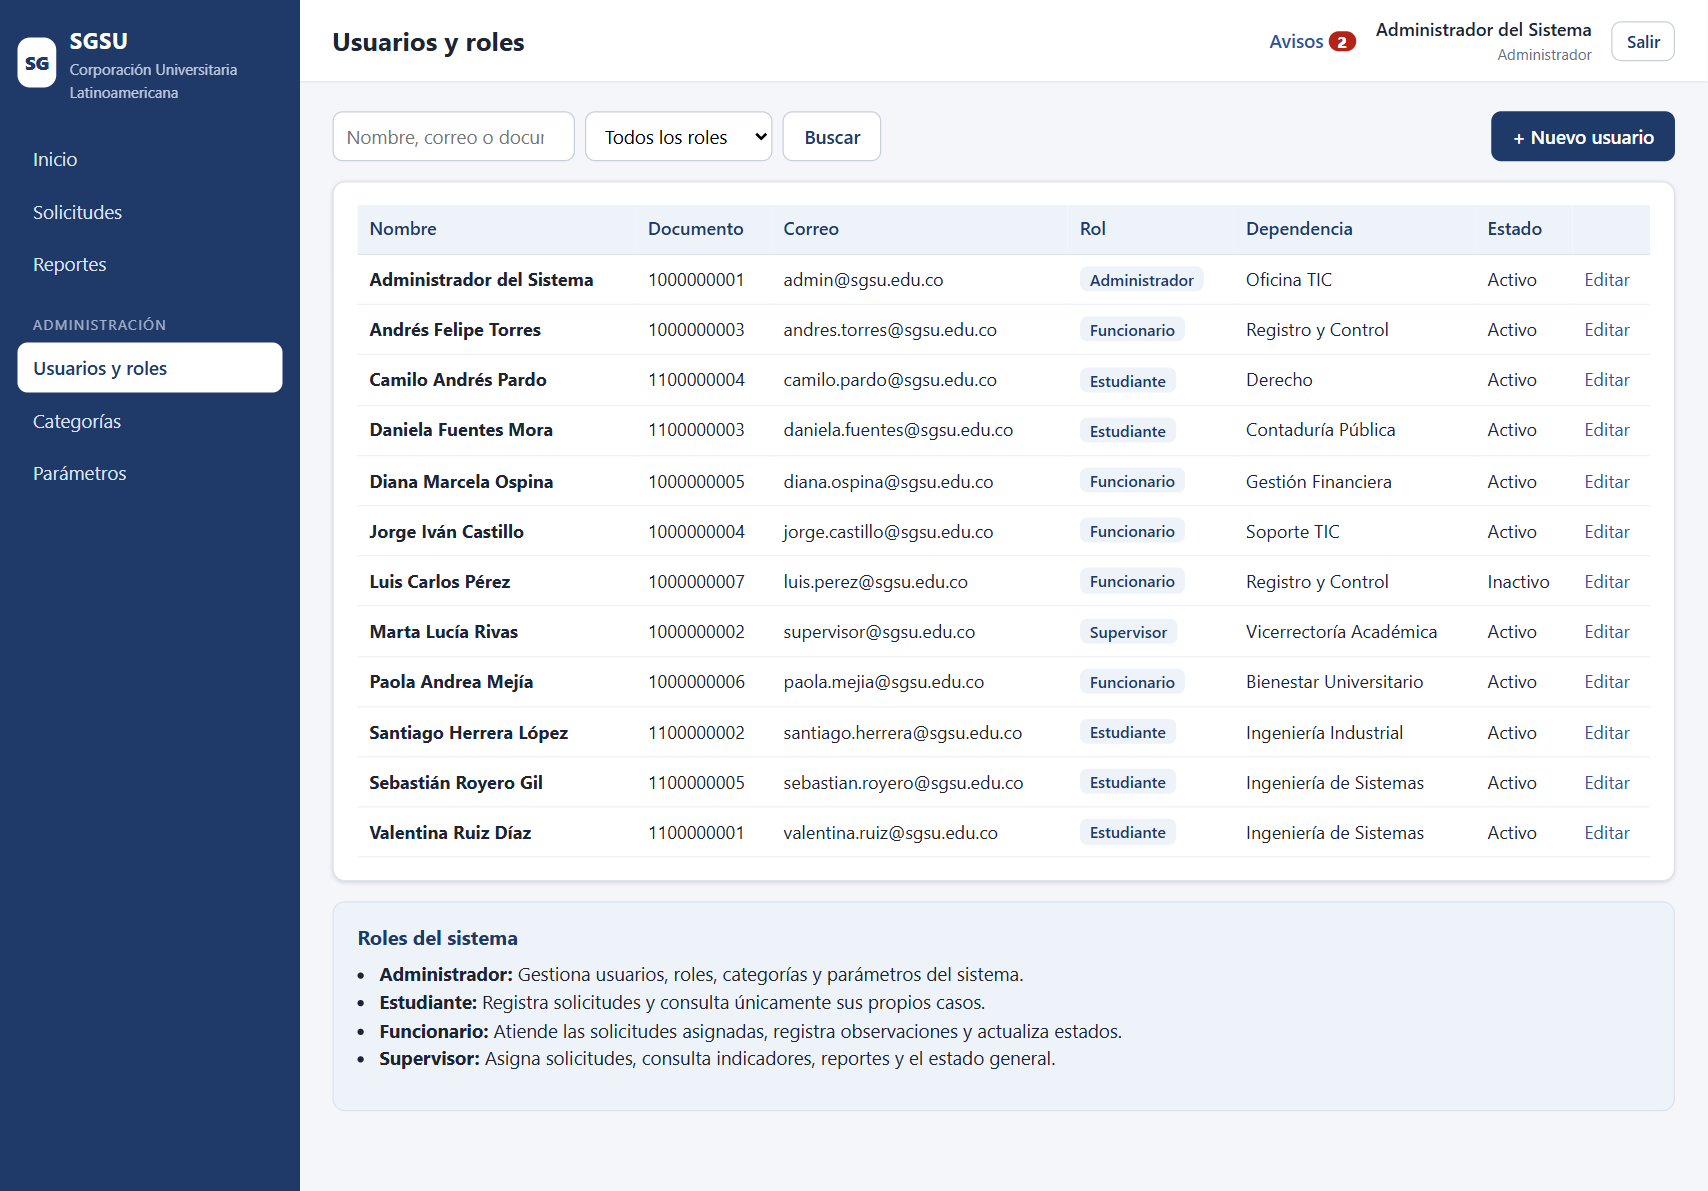 SG
SGSU
Corporación Universitaria
Latinoamericana
Inicio
Solicitudes
Reportes
ADMINISTRACIÓN
Usuarios y roles
Categorías
Parámetros
Usuarios y roles
Avisos 2
Administrador del Sistema
Administrador
Salir
Nombre, correo o docur
Todos los roles
Buscar
+ Nuevo usuario
Nombre Documento Correo Rol Dependencia Estado
Administrador del Sistema 1000000001 admin@sgsu.edu.co Administrador Oficina TIC Activo Editar
Andrés Felipe Torres 1000000003 andres.torres@sgsu.edu.co Funcionario Registro y Control Activo Editar
Camilo Andrés Pardo 1100000004 camilo.pardo@sgsu.edu.co Estudiante Derecho Activo Editar
Daniela Fuentes Mora 1100000003 daniela.fuentes@sgsu.edu.co Estudiante Contaduría Pública Activo Editar
Diana Marcela Ospina 1000000005 diana.ospina@sgsu.edu.co Funcionario Gestión Financiera Activo Editar
Jorge Iván Castillo 1000000004 jorge.castillo@sgsu.edu.co Funcionario Soporte TIC Activo Editar
Luis Carlos Pérez 1000000007 luis.perez@sgsu.edu.co Funcionario Registro y Control Inactivo Editar
Marta Lucía Rivas 1000000002 supervisor@sgsu.edu.co Supervisor Vicerrectoría Académica Activo Editar
Paola Andrea Mejía 1000000006 paola.mejia@sgsu.edu.co Funcionario Bienestar Universitario Activo Editar
Santiago Herrera López 1100000002 santiago.herrera@sgsu.edu.co Estudiante Ingeniería Industrial Activo Editar
Sebastián Royero Gil 1100000005 sebastian.royero@sgsu.edu.co Estudiante Ingeniería de Sistemas Activo Editar
Valentina Ruiz Díaz 1100000001 valentina.ruiz@sgsu.edu.co Estudiante Ingeniería de Sistemas Activo Editar
Roles del sistema
• Administrador: Gestiona usuarios, roles, categorías y parámetros del sistema.
• Estudiante: Registra solicitudes y consulta únicamente sus propios casos.
• Funcionario: Atiende las solicitudes asignadas, registra observaciones y actualiza estados.
• Supervisor: Asigna solicitudes, consulta indicadores, reportes y el estado general.